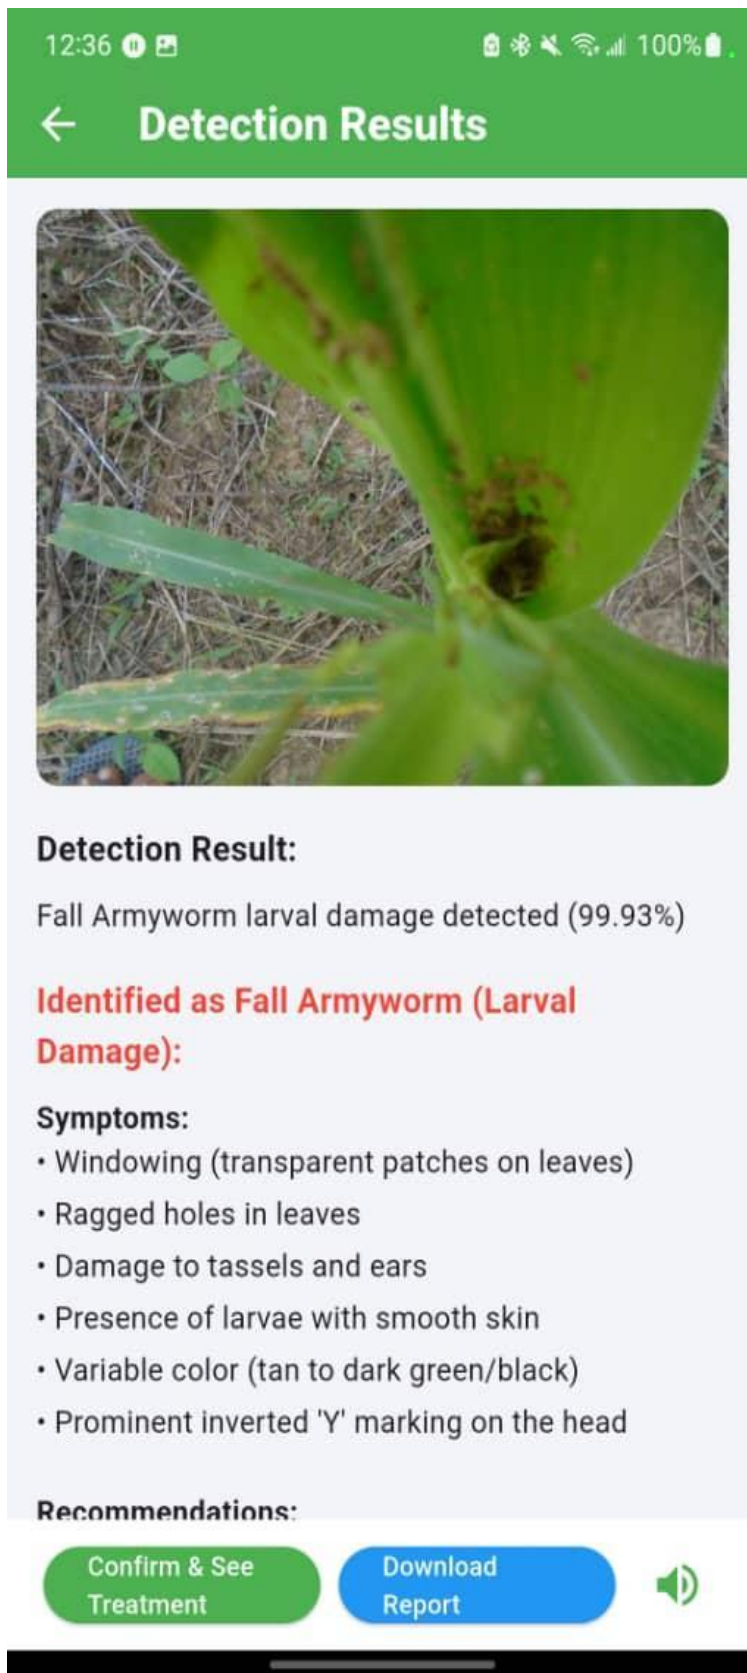 12:36
100%
Detection Results
Detection Result:
Fall Armyworm larval damage detected (99.93%)
Identified as Fall Armyworm (Larval
Damage):
Symptoms:
• Windowing (transparent patches on leaves)
• Ragged holes in leaves
• Damage to tassels and ears
• Presence of larvae with smooth skin
• Variable color (tan to dark green/black)
• Prominent inverted 'Y' marking on the head
Recommendations:
Confirm & See
Treatment
Download
Report